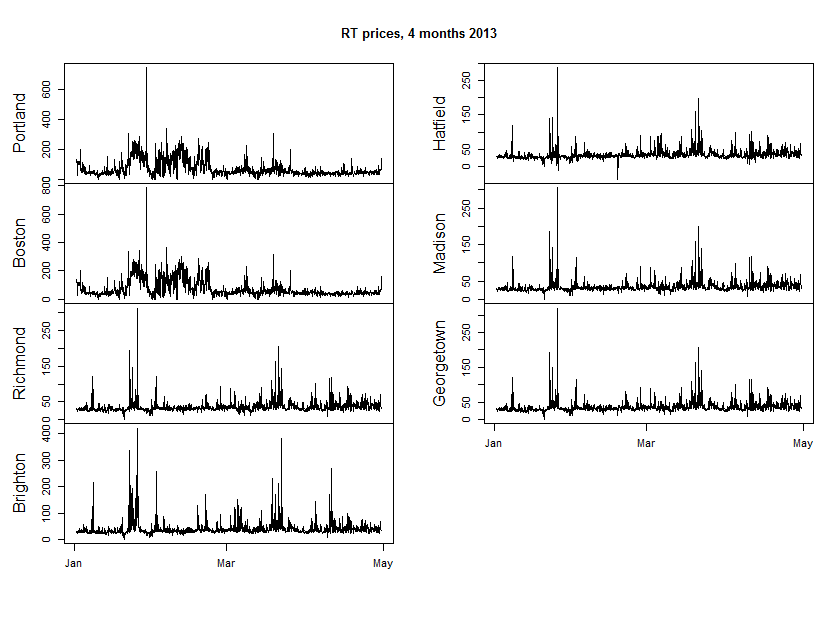 RT prices, 4 months 2013
Portland
0 200 400 600
Boston
0 200 400 600 800
Richmond
0 50 150 250
Brighton
0 100 200 300 400
Jan Mar May
Hatfield
0 50 150 250
Madison
0 50 150 250
Georgetown
0 50 150 250
Jan Mar May